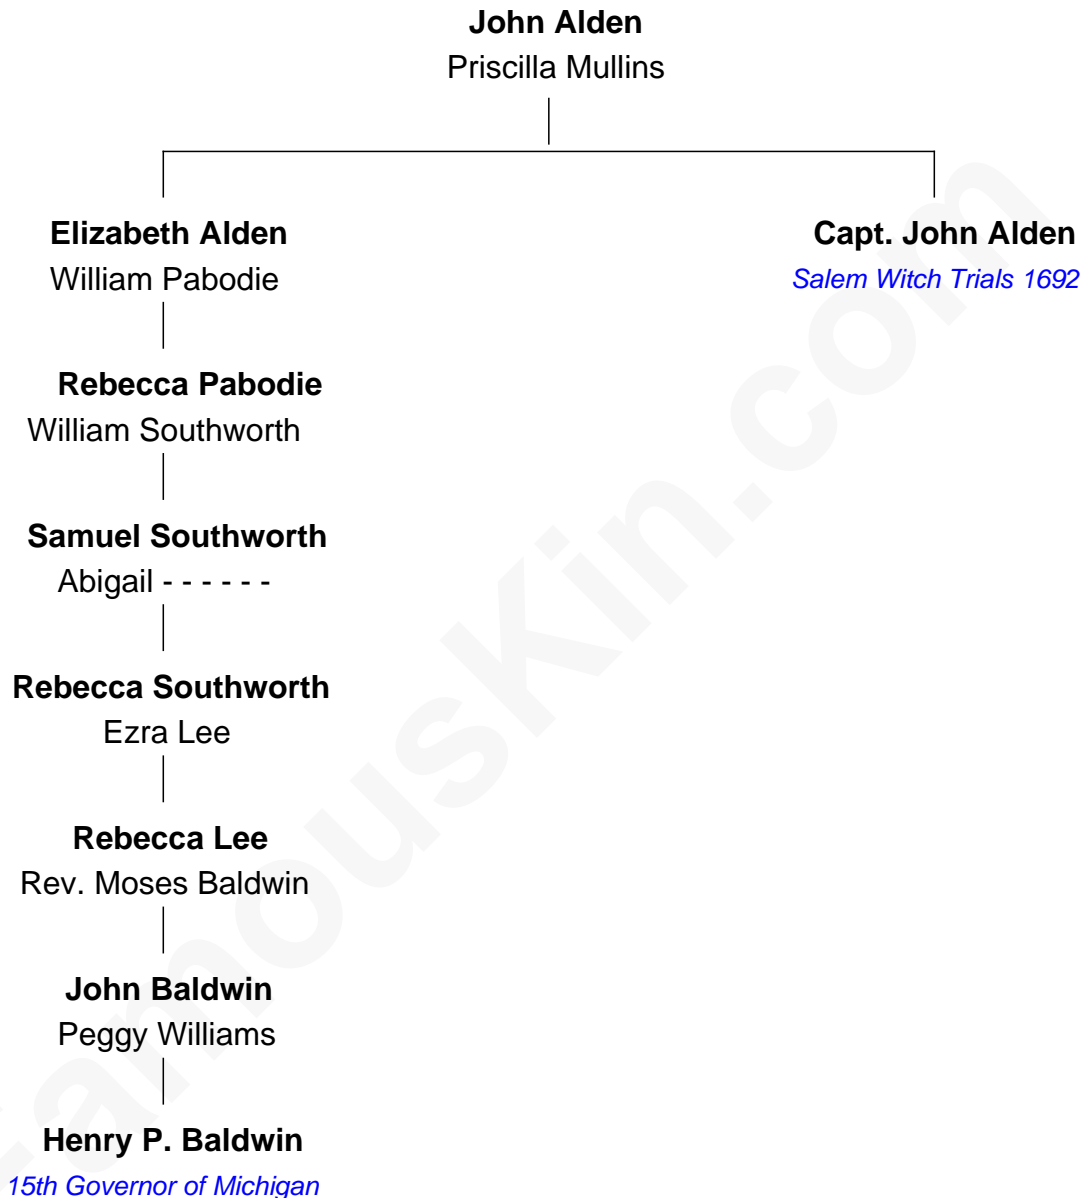 John Alden
Priscilla Mullins
Elizabeth Alden
William Pabodie
Capt. John Alden
Salem Witch Trials 1692
Rebecca Pabodie
William Southworth
Samuel Southworth
Abigail - - - - - -
Rebecca Southworth
Ezra Lee
Rebecca Lee
Rev. Moses Baldwin
John Baldwin
Peggy Williams
Henry P. Baldwin
15th Governor of Michigan
FamousKin.com